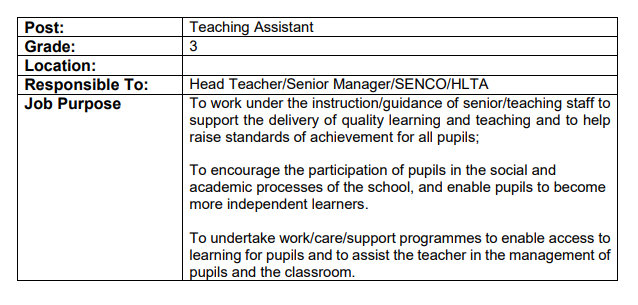 Post: Teaching Assistant
Grade: 3
Location:
Responsible To: Head Teacher/Senior Manager/SENCO/HLTA
Job Purpose To work under the instruction/guidance of senior/teaching staff to
support the delivery of quality learning and teaching and to help
raise standards of achievement for all pupils;
To encourage the participation of pupils in the social and
academic processes of the school, and enable pupils to become
more independent learners.
To undertake work/care/support programmes to enable access to
learning for pupils and to assist the teacher in the management of
pupils and the classroom.